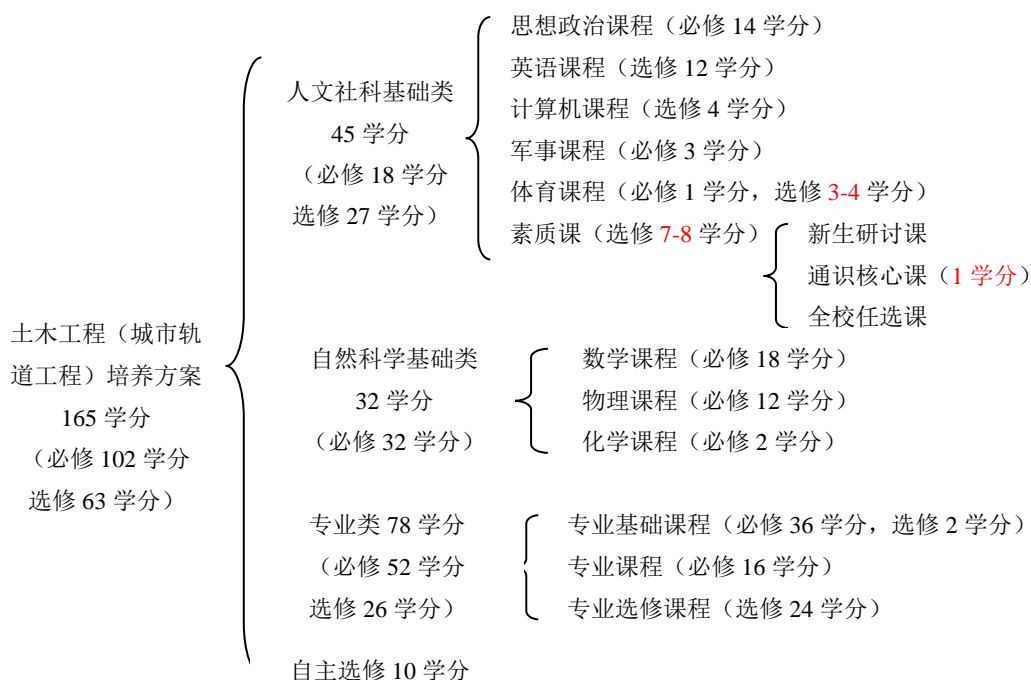 土木工程（城市轨
道工程）培养方案
165 学分
（必修 102 学分
选修 63 学分）
人文社科基础类
45 学分
（必修 18 学分
选修 27 学分）
思想政治课程（必修 14 学分）
英语课程（选修 12 学分）
计算机课程（选修 4 学分）
军事课程（必修 3 学分）
体育课程（必修 1 学分，选修 3-4 学分）
素质课（选修 7-8 学分）
新生研讨课
通识核心课（1 学分）
全校任选课
自然科学基础类
32 学分
（必修 32 学分）
数学课程（必修 18 学分）
物理课程（必修 12 学分）
化学课程（必修 2 学分）
专业类 78 学分
（必修 52 学分
选修 26 学分）
专业基础课程（必修 36 学分，选修 2 学分）
专业课程（必修 16 学分）
专业选修课程（选修 24 学分）
自主选修 10 学分